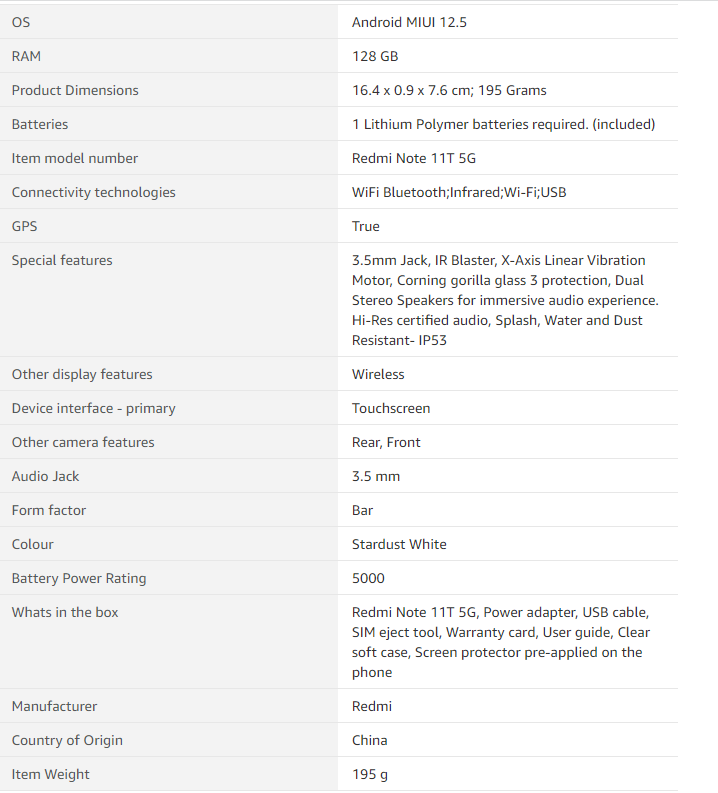 OS Android MIUI 12.5
RAM 128 GB
Product Dimensions 16.4 x 0.9 x 7.6 cm; 195 Grams
Batteries 1 Lithium Polymer batteries required. (included)
Item model number Redmi Note 11T 5G
Connectivity technologies WiFi Bluetooth;Infrared;Wi-Fi;USB
GPS True
Special features 3.5mm Jack, IR Blaster, X-Axis Linear Vibration
Motor, Corning gorilla glass 3 protection, Dual
Stereo Speakers for immersive audio experience.
Hi-Res certified audio, Splash, Water and Dust
Resistant- IP53
Other display features Wireless
Device interface - primary Touchscreen
Other camera features Rear, Front
Audio Jack 3.5 mm
Form factor Bar
Colour Stardust White
Battery Power Rating 5000
Whats in the box Redmi Note 11T 5G, Power adapter, USB cable,
SIM eject tool, Warranty card, User guide, Clear
soft case, Screen protector pre-applied on the
phone
Manufacturer Redmi
Country of Origin China
Item Weight 195 g